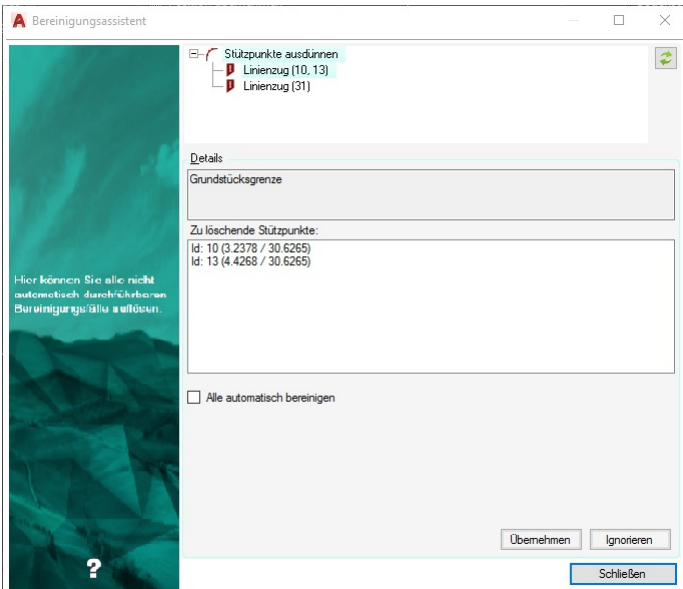 Bereinigungsassistent
Stützpunkte ausdünnen
Linienzug (10, 13)
Linienzug (31)
Details
Grundstücksgrenze
Zu löschende Stützpunkte:
Id: 10 (3.2378 / 30.6265)
Id: 13 (4.4268 / 30.6265)
Hier können Sie alle nicht
automatisch durchführbaren
Bereinigungsfälle auflösen.
Alle automatisch bereinigen
Übernehmen
Ignorieren
?
Schließen